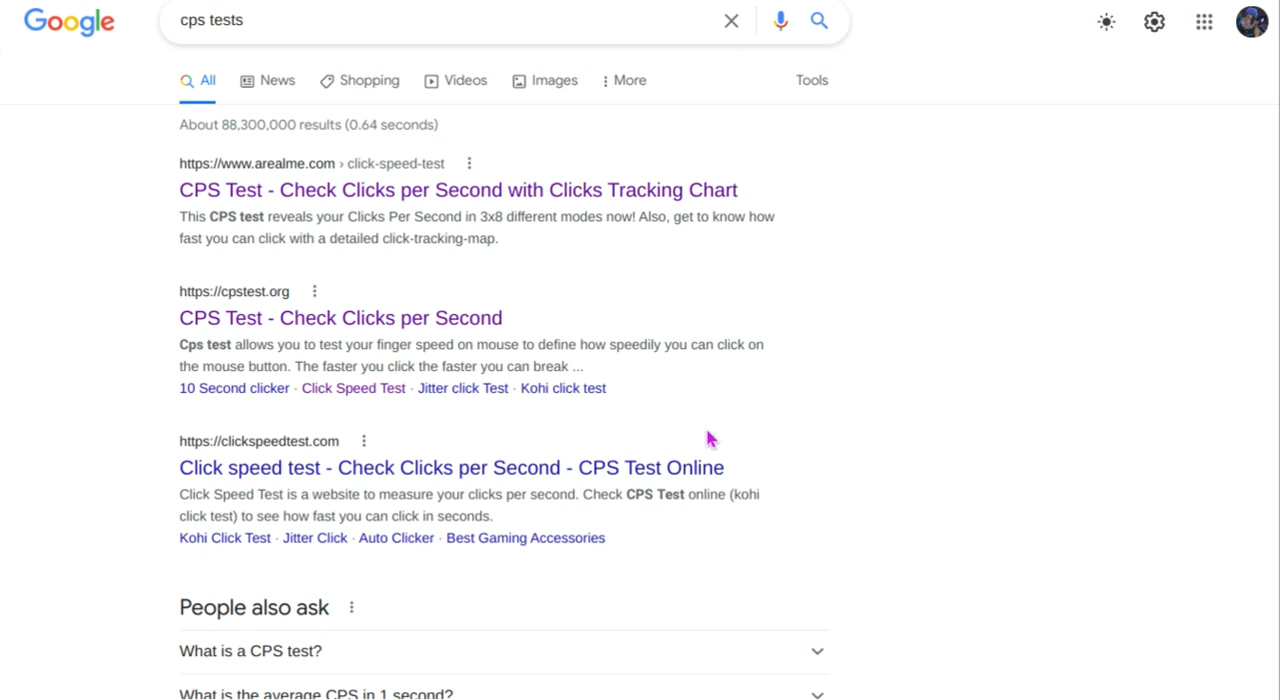 Google
cps tests
All News Shopping Videos Images More Tools
About 88,300,000 results (0.64 seconds)
https://www.arealme.com › click-speed-test
CPS Test - Check Clicks per Second with Clicks Tracking Chart
This CPS test reveals your Clicks Per Second in 3x8 different modes now! Also, get to know how
fast you can click with a detailed click-tracking-map.
https://cpstest.org
CPS Test - Check Clicks per Second
Cps test allows you to test your finger speed on mouse to define how speedily you can click on
the mouse button. The faster you click the faster you can break ...
10 Second clicker · Click Speed Test · Jitter click Test · Kohi click test
https://clickspeedtest.com
Click speed test - Check Clicks per Second - CPS Test Online
Click Speed Test is a website to measure your clicks per second. Check CPS Test online (kohi
click test) to see how fast you can click in seconds.
Kohi Click Test · Jitter Click · Auto Clicker · Best Gaming Accessories
People also ask
What is a CPS test?
What is the average CPS in 1 second?